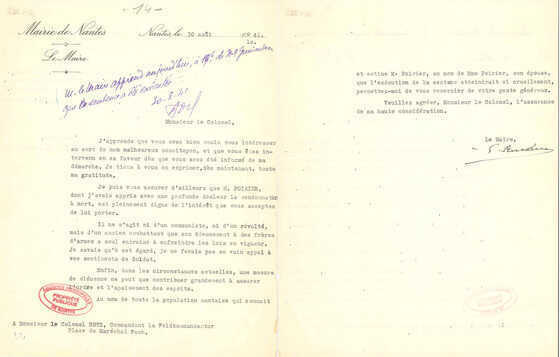 - 14 -
Mairie de Nantes
Nantes, le 30 août 1941.
Le Maire
M. le Maire apprend aujourd'hui, à
que la sentence a été exécutée
30-8-41
Monsieur le Colonel,
J'apprends que vous avez bien voulu vous intéresser
au sort de mon malheureux concitoyen, et que vous êtes in-
tervenu en sa faveur dès que vous avez été informé de ma
démarche. Je tiens à vous en exprimer, dès maintenant, toute
ma gratitude.
Je puis vous assurer d'ailleurs que M. POIRIER,
dont j'avais appris avec une profonde douleur la condamnation
à mort, est pleinement digne de l'intérêt que vous acceptez
de lui porter.
Il ne s'agit ni d'un communiste, ni d'un révolté,
mais d'un ancien combattant que son dévouement à des frères
d'armes a seul entraîné à enfreindre les lois en vigueur.
Je savais qu'à cet égard, je ne ferais pas en vain appel à
vos sentiments de Soldat.
Enfin, dans les circonstances actuelles, une mesure
de clémence ne peut que contribuer grandement à assurer
l'ordre et l'apaisement des esprits.
Au nom de toute la population nantaise qui connaît
PROPRIÉTÉ
PUBLIQUE
A Monsieur le Colonel HOTZ, Commandant la Feldkommandantur
Place du Maréchal Foch.
et estime M. Poirier, au nom de Mme Poirier, son épouse,
que l'exécution de la sentence atteindrait si cruellement,
permettez-moi de vous remercier de votre geste généreux.
Veuillez agréer, Monsieur le Colonel, l'assurance
de ma haute considération.
Le Maire,